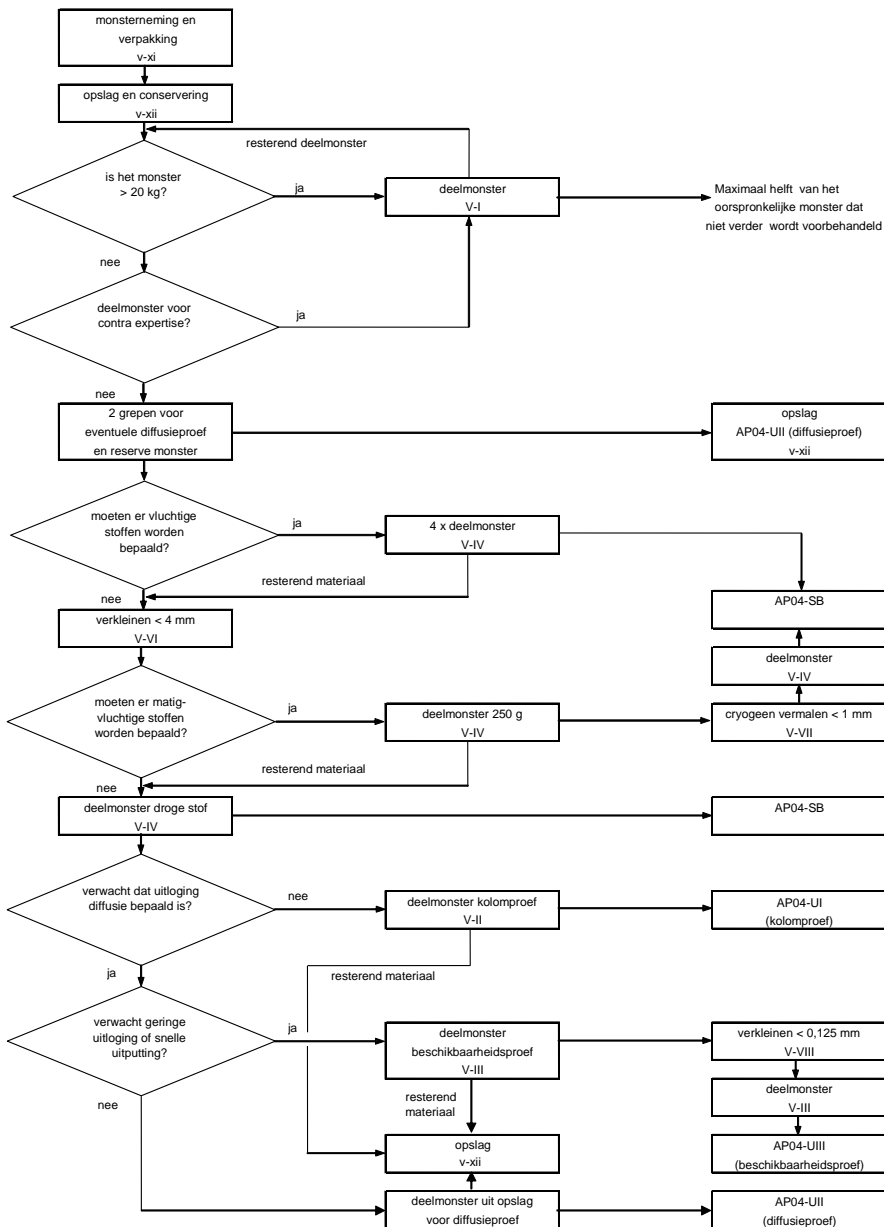 monsterneming en
verpakking
v-xi
opslag en conservering
v-xii
resterend deelmonster
is het monster
> 20 kg?
ja
deelmonster
V-I
Maximaal helft van het
oorspronkelijke monster dat
niet verder wordt voorbehandeld
nee
deelmonster voor
contra expertise?
ja
nee
2 grepen voor
eventuele diffusieproef
en reserve monster
opslag
AP04-UII (diffusieproef)
v-xii
moeten er vluchtige
stoffen worden
bepaald?
ja
4 x deelmonster
V-IV
resterend materiaal
nee
AP04-SB
verkleinen < 4 mm
V-VI
deelmonster
V-IV
moeten er matig-
vluchtige stoffen
worden bepaald?
ja
deelmonster 250 g
V-IV
cryogeen vermalen < 1 mm
V-VII
resterend materiaal
nee
deelmonster droge stof
V-IV
AP04-SB
verwacht dat uitloging
diffusie bepaald is?
nee
deelmonster kolomproef
V-II
AP04-UI
(kolomproef)
resterend materiaal
ja
verwacht geringe
uitloging of snelle
uitputting?
ja
deelmonster
beschikbaarheidsproef
V-III
verkleinen < 0,125 mm
V-VIII
nee
resterend
materiaal
deelmonster
V-III
opslag
v-xii
AP04-UIII
(beschikbaarheidsproef)
deelmonster uit opslag
voor diffusieproef
AP04-UII
(diffusieproef)